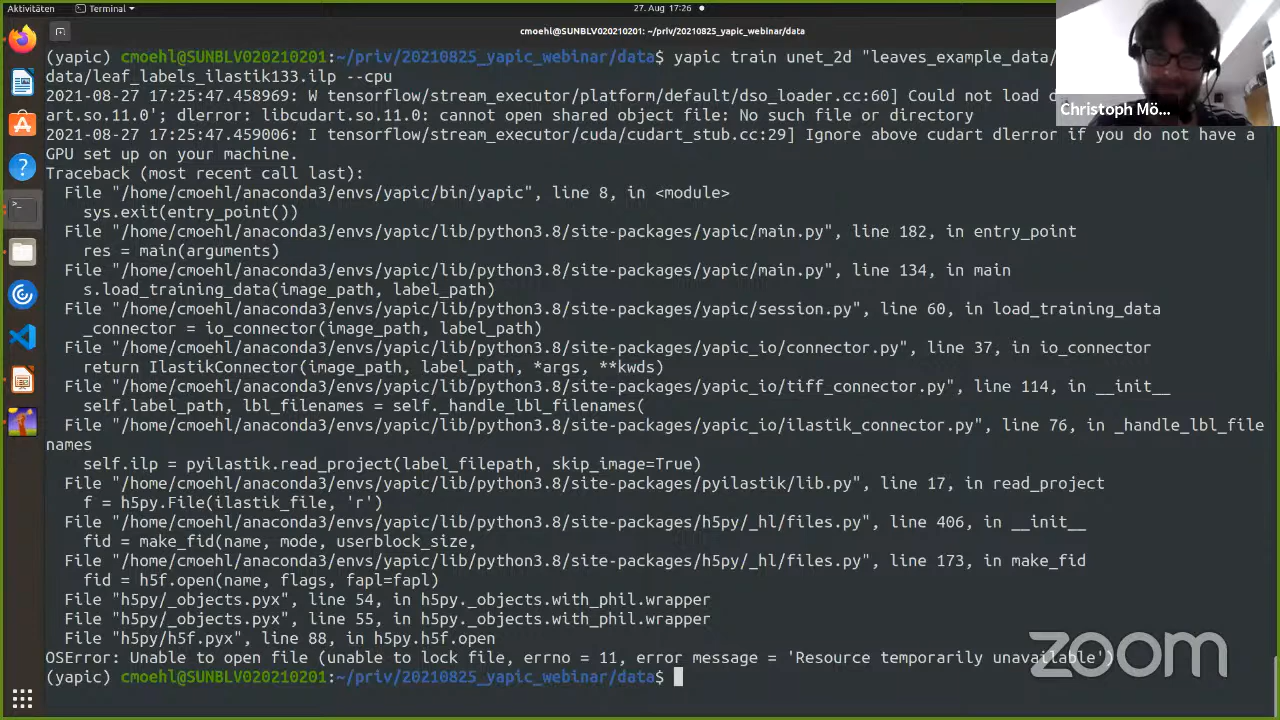 Aktivitäten
Terminal
27. Aug 17:26
cmoehl@SUNBLV020210201: ~/priv/20210825_yapic_webinar/data
(yapic) cmoehl@SUNBLV020210201:~/priv/20210825_yapic_webinar/data$ yapic train unet_2d "leaves_example_data/
data/leaf_labels_ilastik133.ilp --cpu
2021-08-27 17:25:47.458969: W tensorflow/stream_executor/platform/default/dso_loader.cc:60] Could not load
art.so.11.0'; dlerror: libcudart.so.11.0: cannot open shared object file: No such file or directory
2021-08-27 17:25:47.459006: I tensorflow/stream_executor/cuda/cudart_stub.cc:29] Ignore above cudart dlerror if you do not have a
GPU set up on your machine.
Traceback (most recent call last):
File "/home/cmoehl/anaconda3/envs/yapic/bin/yapic", line 8, in <module>
sys.exit(entry_point())
File "/home/cmoehl/anaconda3/envs/yapic/lib/python3.8/site-packages/yapic/main.py", line 182, in entry_point
res = main(arguments)
File "/home/cmoehl/anaconda3/envs/yapic/lib/python3.8/site-packages/yapic/main.py", line 134, in main
s.load_training_data(image_path, label_path)
File "/home/cmoehl/anaconda3/envs/yapic/lib/python3.8/site-packages/yapic/session.py", line 60, in load_training_data
_connector = io_connector(image_path, label_path)
File "/home/cmoehl/anaconda3/envs/yapic/lib/python3.8/site-packages/yapic_io/connector.py", line 37, in io_connector
return IlastikConnector(image_path, label_path, *args, **kwds)
File "/home/cmoehl/anaconda3/envs/yapic/lib/python3.8/site-packages/yapic_io/tiff_connector.py", line 114, in __init__
self.label_path, lbl_filenames = self._handle_lbl_filenames(
File "/home/cmoehl/anaconda3/envs/yapic/lib/python3.8/site-packages/yapic_io/ilastik_connector.py", line 76, in _handle_lbl_file
names
self.ilp = pyilastik.read_project(label_filepath, skip_image=True)
File "/home/cmoehl/anaconda3/envs/yapic/lib/python3.8/site-packages/pyilastik/lib.py", line 17, in read_project
f = h5py.File(ilastik_file, 'r')
File "/home/cmoehl/anaconda3/envs/yapic/lib/python3.8/site-packages/h5py/_hl/files.py", line 406, in __init__
fid = make_fid(name, mode, userblock_size,
File "/home/cmoehl/anaconda3/envs/yapic/lib/python3.8/site-packages/h5py/_hl/files.py", line 173, in make_fid
fid = h5f.open(name, flags, fapl=fapl)
File "h5py/_objects.pyx", line 54, in h5py._objects.with_phil.wrapper
File "h5py/_objects.pyx", line 55, in h5py._objects.with_phil.wrapper
File "h5py/h5f.pyx", line 88, in h5py.h5f.open
OSError: Unable to open file (unable to lock file, errno = 11, error message = 'Resource temporarily unavailable')
(yapic) cmoehl@SUNBLV020210201:~/priv/20210825_yapic_webinar/data$
Christoph Mö...
zoom